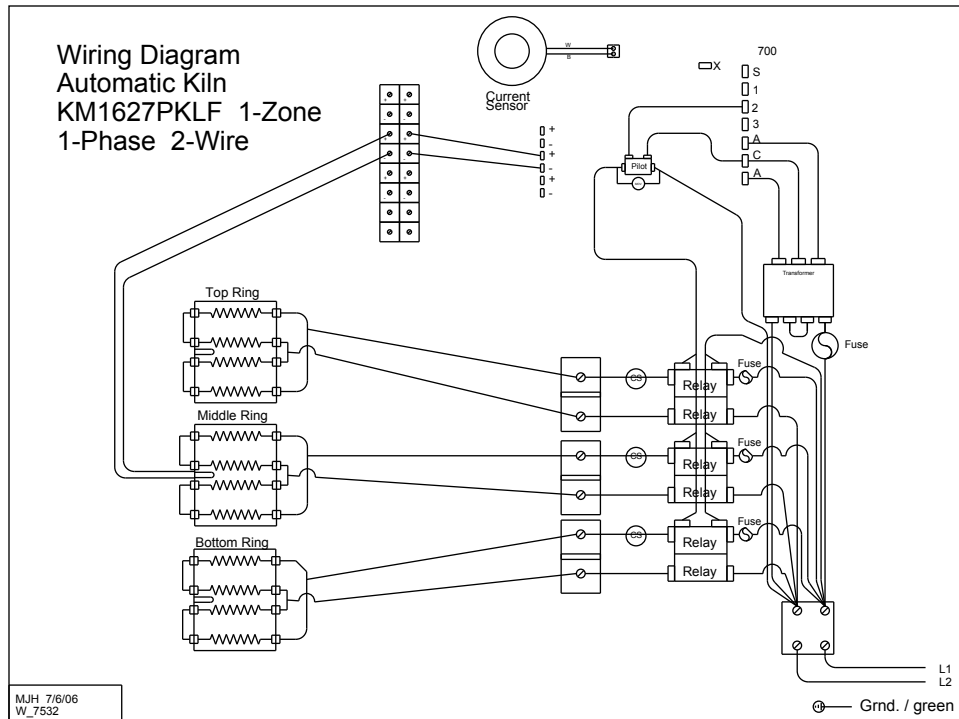 Wiring Diagram
Automatic Kiln
KM1627PKLF 1-Zone
1-Phase 2-Wire
W
B
Current
Sensor
700
X
S
1
2
3
A
C
A
+ +
- -
+ +
- -
+ +
- -
+
-
+
-
+
-
Pilot
Transformer
Fuse
Top Ring
CS
Relay
Fuse
Relay
Middle Ring
CS
Relay
Fuse
Relay
Bottom Ring
CS
Relay
Fuse
Relay
L1
L2
Grnd. / green
MJH 7/6/06
W_7532